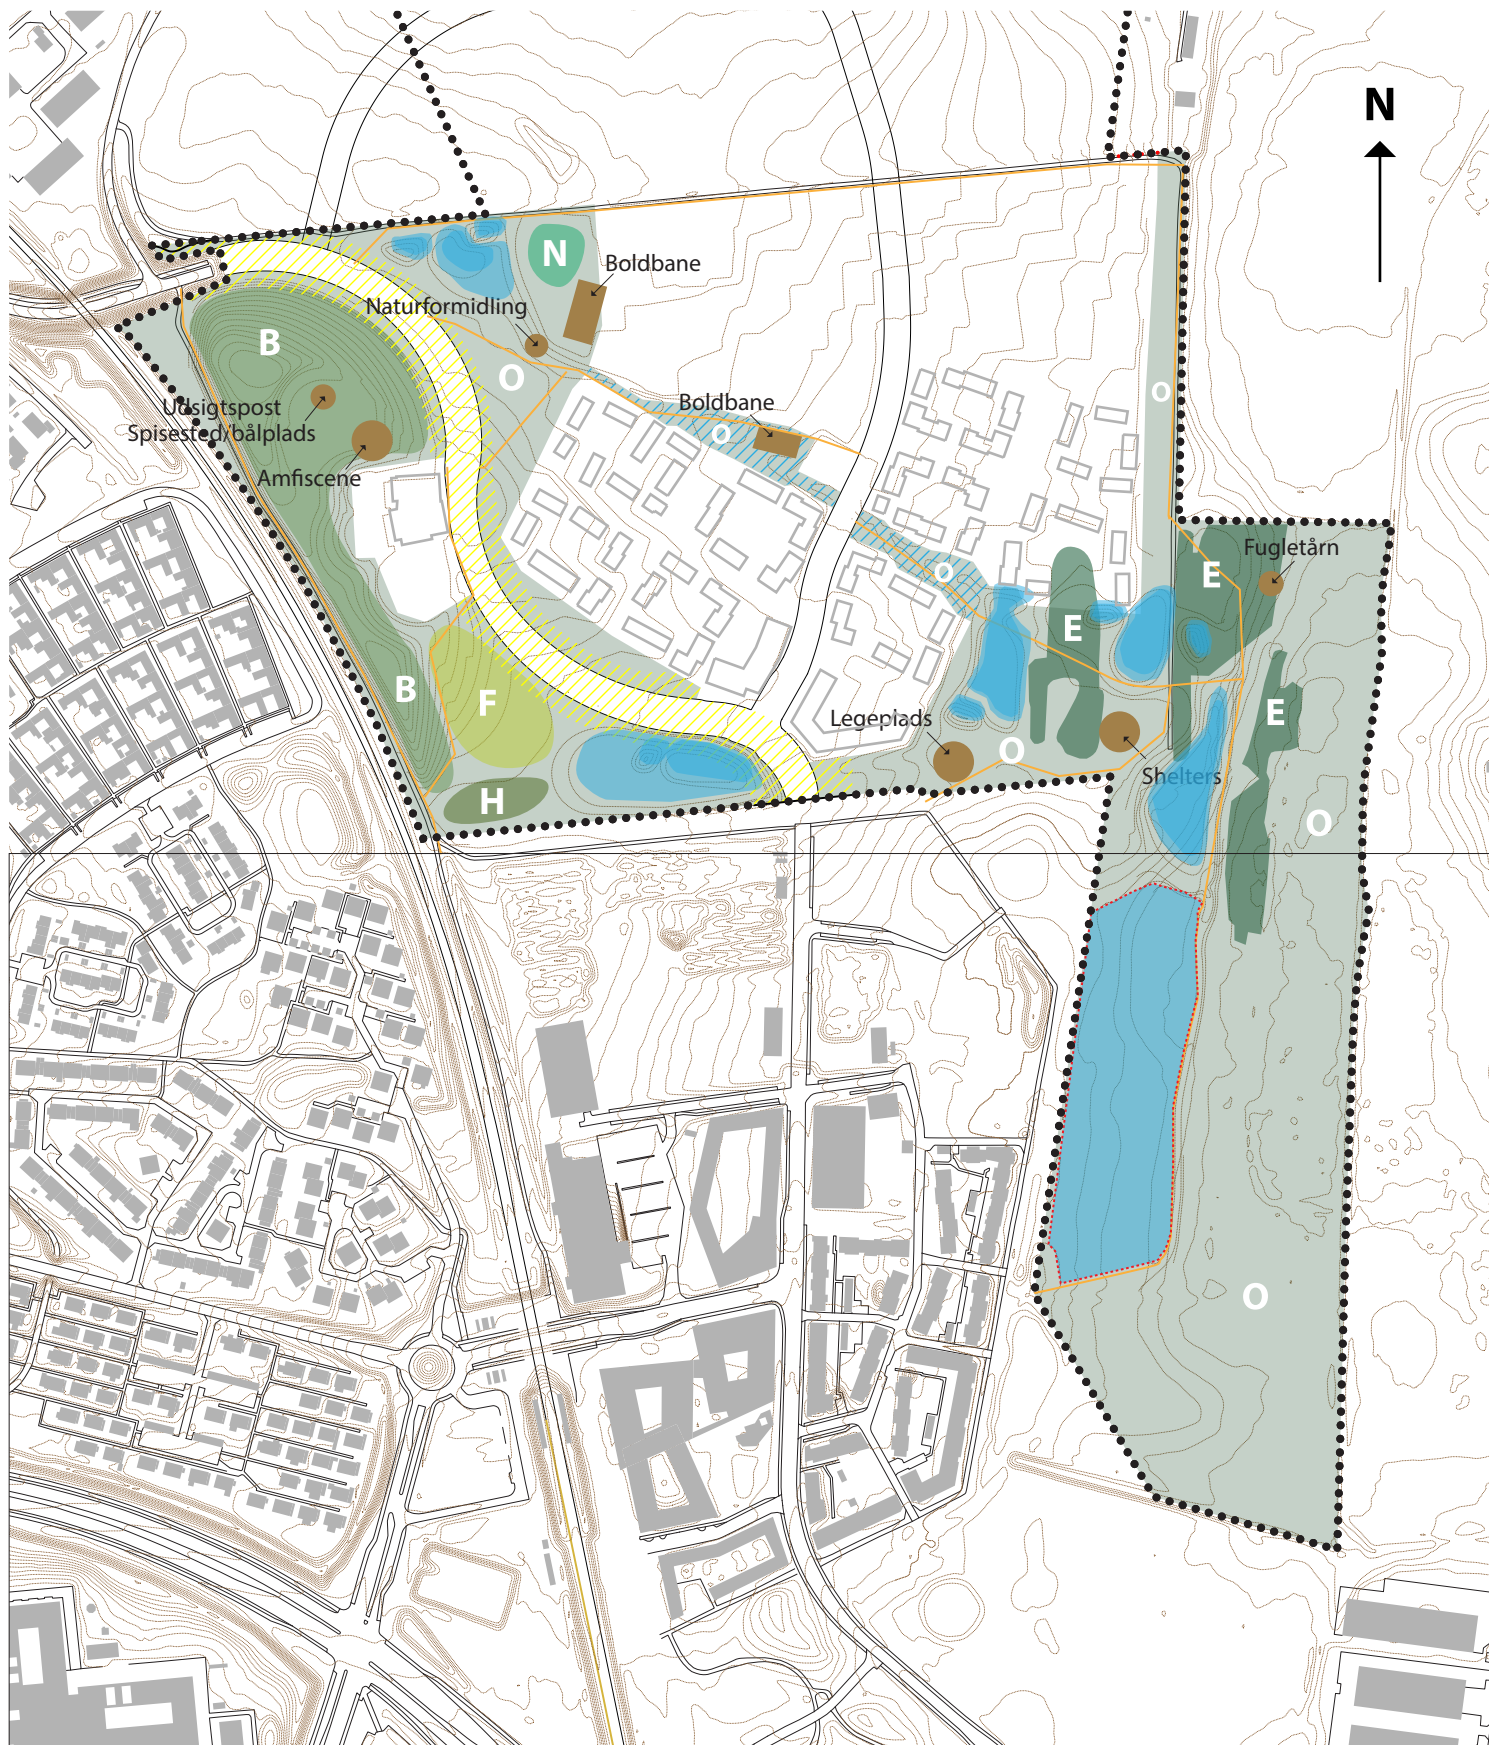 N
N
Boldbane
Naturformidling
B
O
O
Udsigtspost
Spisested/bålplads
Boldbane
O
Amfiscene
Fugletårn
O
E
E
B
F
Legeplads
E
O
Shelters
H
O
O